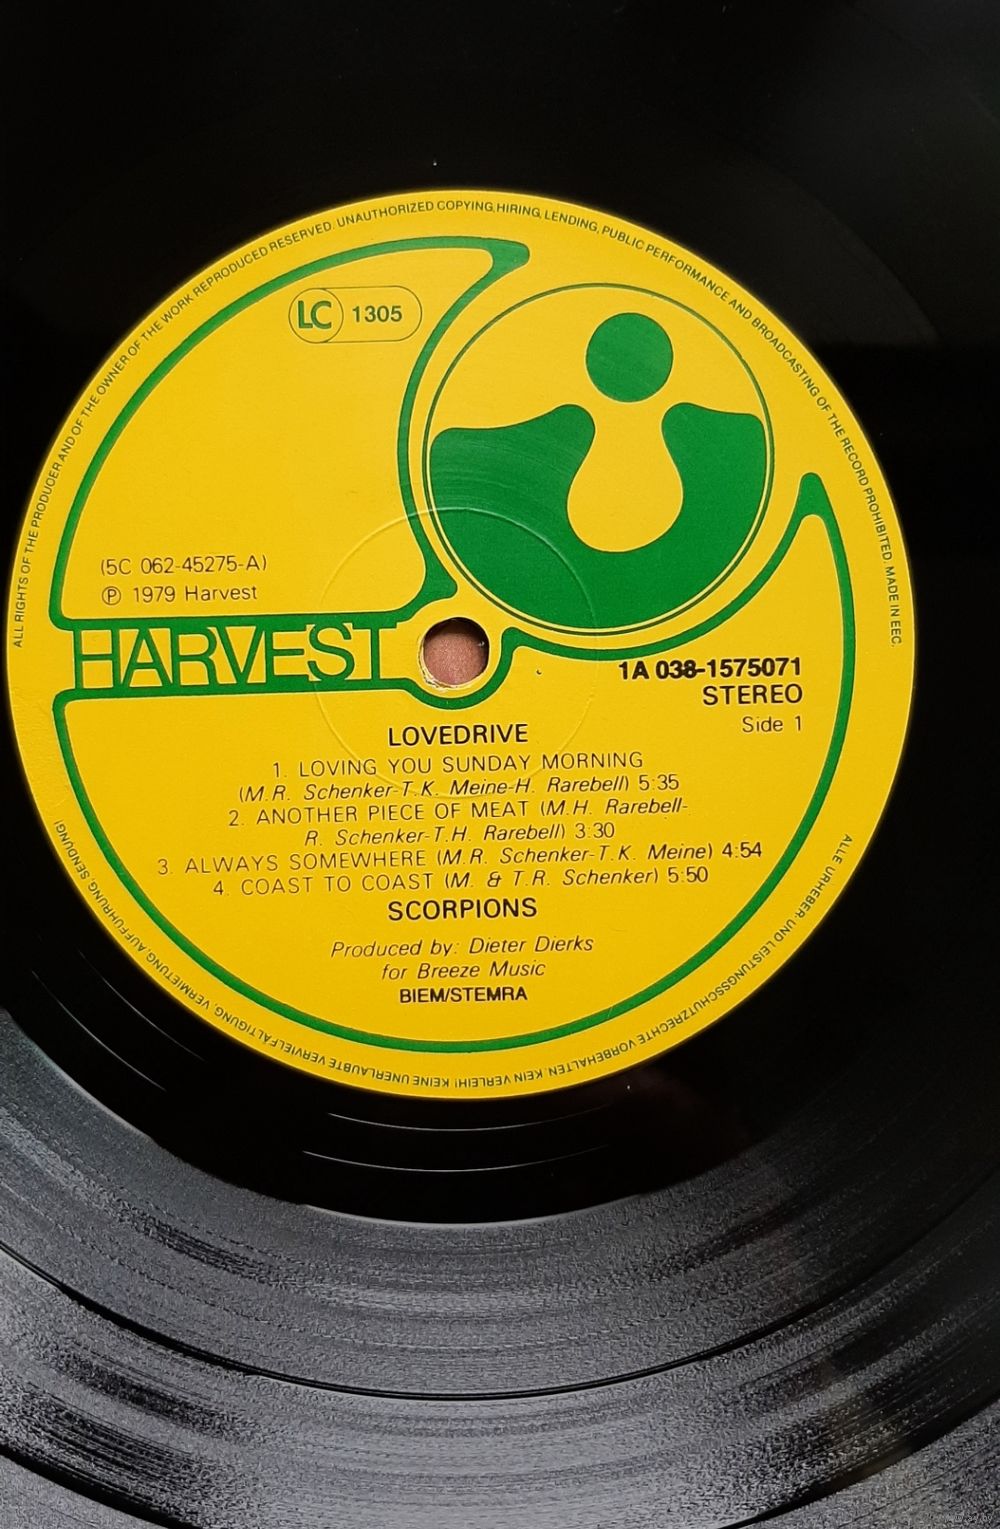 ALL RIGHTS OF THE PRODUCER AND OF THE OWNER OF THE WORK REPRODUCED RESERVED. UNAUTHORIZED COPYING, HIRING, LENDING, PUBLIC PERFORMANCE AND BROADCASTING OF THE RECORD PROHIBITED. MADE IN EEC.
LC 1305
(5C 062-45275-A)
℗ 1979 Harvest
HARVEST
1A 038-1575071
STEREO
Side 1
LOVEDRIVE
1. LOVING YOU SUNDAY MORNING
(M.R. Schenker-T.K. Meine-H. Rarebell) 5:35
2. ANOTHER PIECE OF MEAT (M.H. Rarebell-
R. Schenker-T.H. Rarebell) 3:30
3. ALWAYS SOMEWHERE (M.R. Schenker-T.K. Meine) 4:54
4. COAST TO COAST (M. & T.R. Schenker) 5:50
SCORPIONS
Produced by: Dieter Dierks
for Breeze Music
BIEM/STEMRA
ALLE URHEBER- UND LEISTUNGSSCHUTZRECHTE VORBEHALTEN. KEIN VERLEIH! KEINE UNERLAUBTE VERVIELFÄLTIGUNG, VERMIETUNG, AUFFÜHRUNG, SENDUNG!